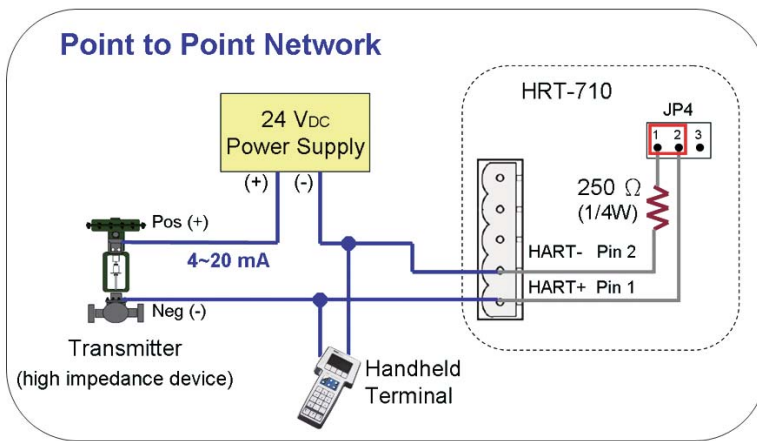 Point to Point Network
HRT-710
JP4
1 2 3
24 VDC
Power Supply
(+) (-)
250 Ω
(1/4W)
Pos (+)
4~20 mA
HART- Pin 2
HART+ Pin 1
Neg (-)
Transmitter
(high impedance device)
Handheld
Terminal